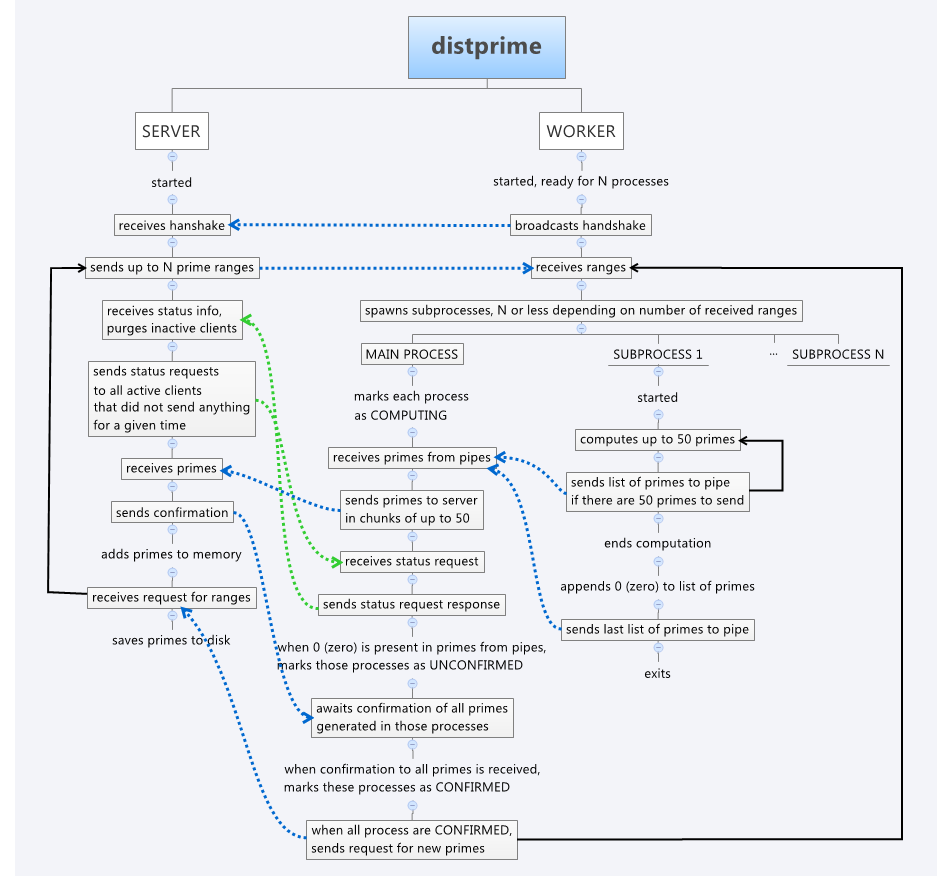 distprime
SERVER
WORKER
started
started, ready for N processes
receives hanshake
broadcasts handshake
sends up to N prime ranges
receives ranges
receives status info,
purges inactive clients
spawns subprocesses, N or less depending on number of received ranges
MAIN PROCESS
SUBPROCESS 1
...
SUBPROCESS N
sends status requests
to all active clients
that did not send anything
for a given time
marks each process
as COMPUTING
started
computes up to 50 primes
receives primes
receives primes from pipes
sends list of primes to pipe
if there are 50 primes to send
sends confirmation
sends primes to server
in chunks of up to 50
adds primes to memory
receives status request
ends computation
appends 0 (zero) to list of primes
receives request for ranges
sends status request response
sends last list of primes to pipe
saves primes to disk
when 0 (zero) is present in primes from pipes,
marks those processes as UNCONFIRMED
exits
awaits confirmation of all primes
generated in those processes
when confirmation to all primes is received,
marks these processes as CONFIRMED
when all process are CONFIRMED,
sends request for new primes